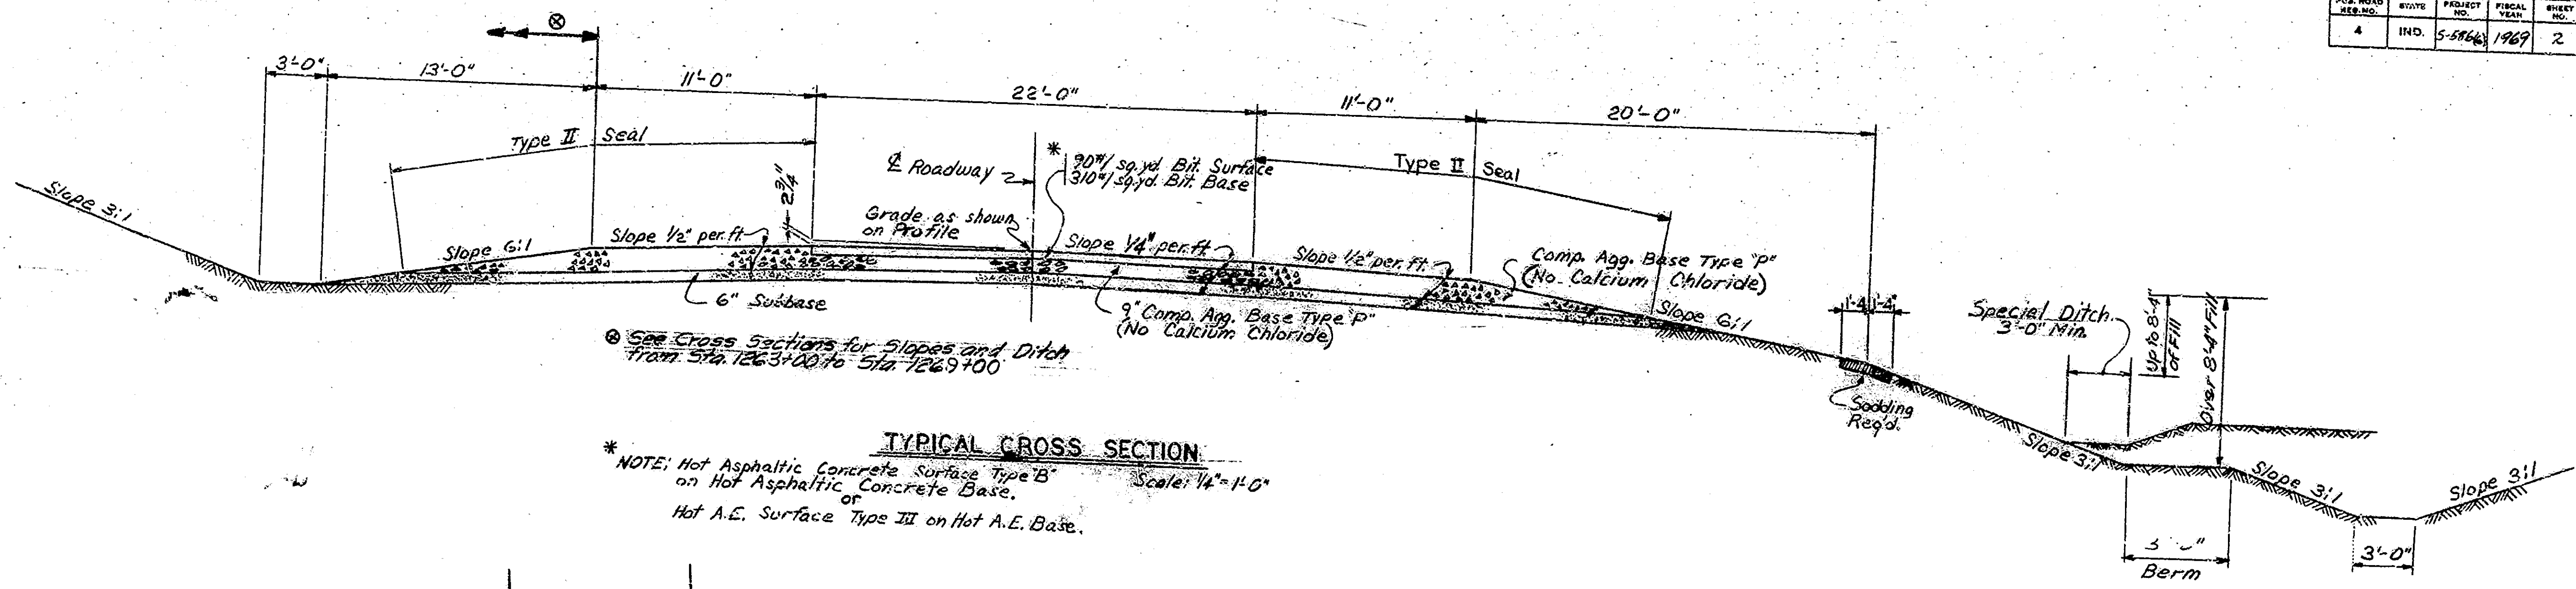 STATE
PROJECT NO.
FISCAL YEAR
SHEET NO.
4
IND.
1969
2
⊗
3'-0"
13'-0"
11'-0"
22'-0"
11'-0"
20'-0"
Type II Seal
2 3/4"
℄ Roadway
*
90#/sq.yd. Bit. Surface
310#/sq.yd. Bit. Base
Type II Seal
Slope 3:1
Slope 6:1
Slope 1/2" per. ft.
Grade as shown
on Profile
Slope 1/4" per. ft.
Slope 1/2" per. ft.
Comp. Agg. Base Type "P"
(No Calcium Chloride)
6" Subbase
9" Comp. Agg. Base Type "P"
(No Calcium Chloride)
Slope 6:1
1'-4"
1'-4"
Special Ditch
3'-0" Min.
Up to 8'-4"
of Fill
Over 8'-4" Fill
⊗ See Cross Sections for Slopes and Ditch
from Sta. 1263+00 to Sta. 1269+00
Sodding
Req'd.
Slope 3:1
Slope 3:1
Slope 3:1
Berm
3'-0"
TYPICAL CROSS SECTION
Scale: 1/4"=1'-0"
* NOTE: Hot Asphaltic Concrete Surface Type "B"
on Hot Asphaltic Concrete Base.
or
Hot A.E. Surface Type III on Hot A.E. Base.